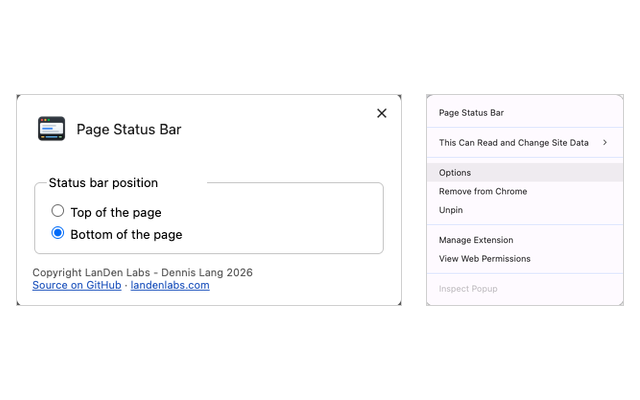 Page Status Bar
Status bar position
Top of the page
Bottom of the page
Copyright LanDen Labs - Dennis Lang 2026
Source on GitHub · landenlabs.com
Page Status Bar
This Can Read and Change Site Data
Options
Remove from Chrome
Unpin
Manage Extension
View Web Permissions
Inspect Popup